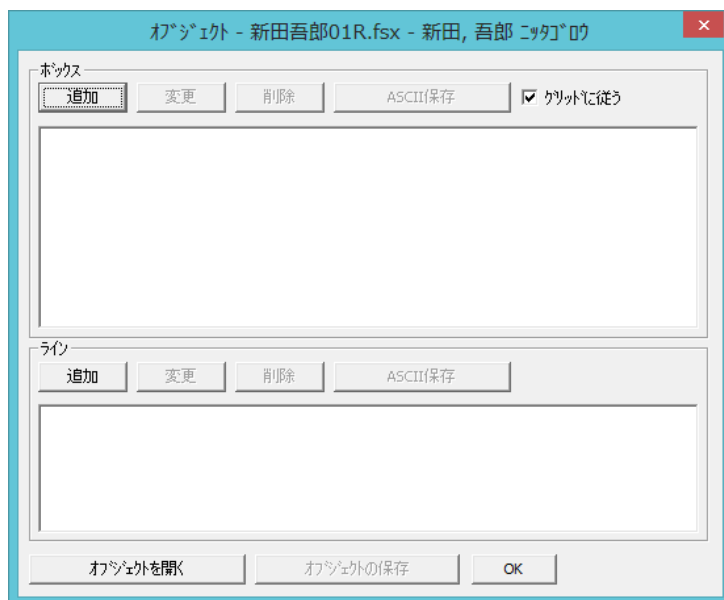 ｵﾌﾞｼﾞｪｸﾄ - 新田吾郎01R.fsx - 新田, 吾郎 ﾆｯﾀｺﾞﾛｳ
ﾎﾞｯｸｽ
追加 変更 削除 ASCII保存 ｸﾞﾘｯﾄﾞに従う
ﾗｲﾝ
追加 変更 削除 ASCII保存
ｵﾌﾞｼﾞｪｸﾄを開く ｵﾌﾞｼﾞｪｸﾄの保存 OK